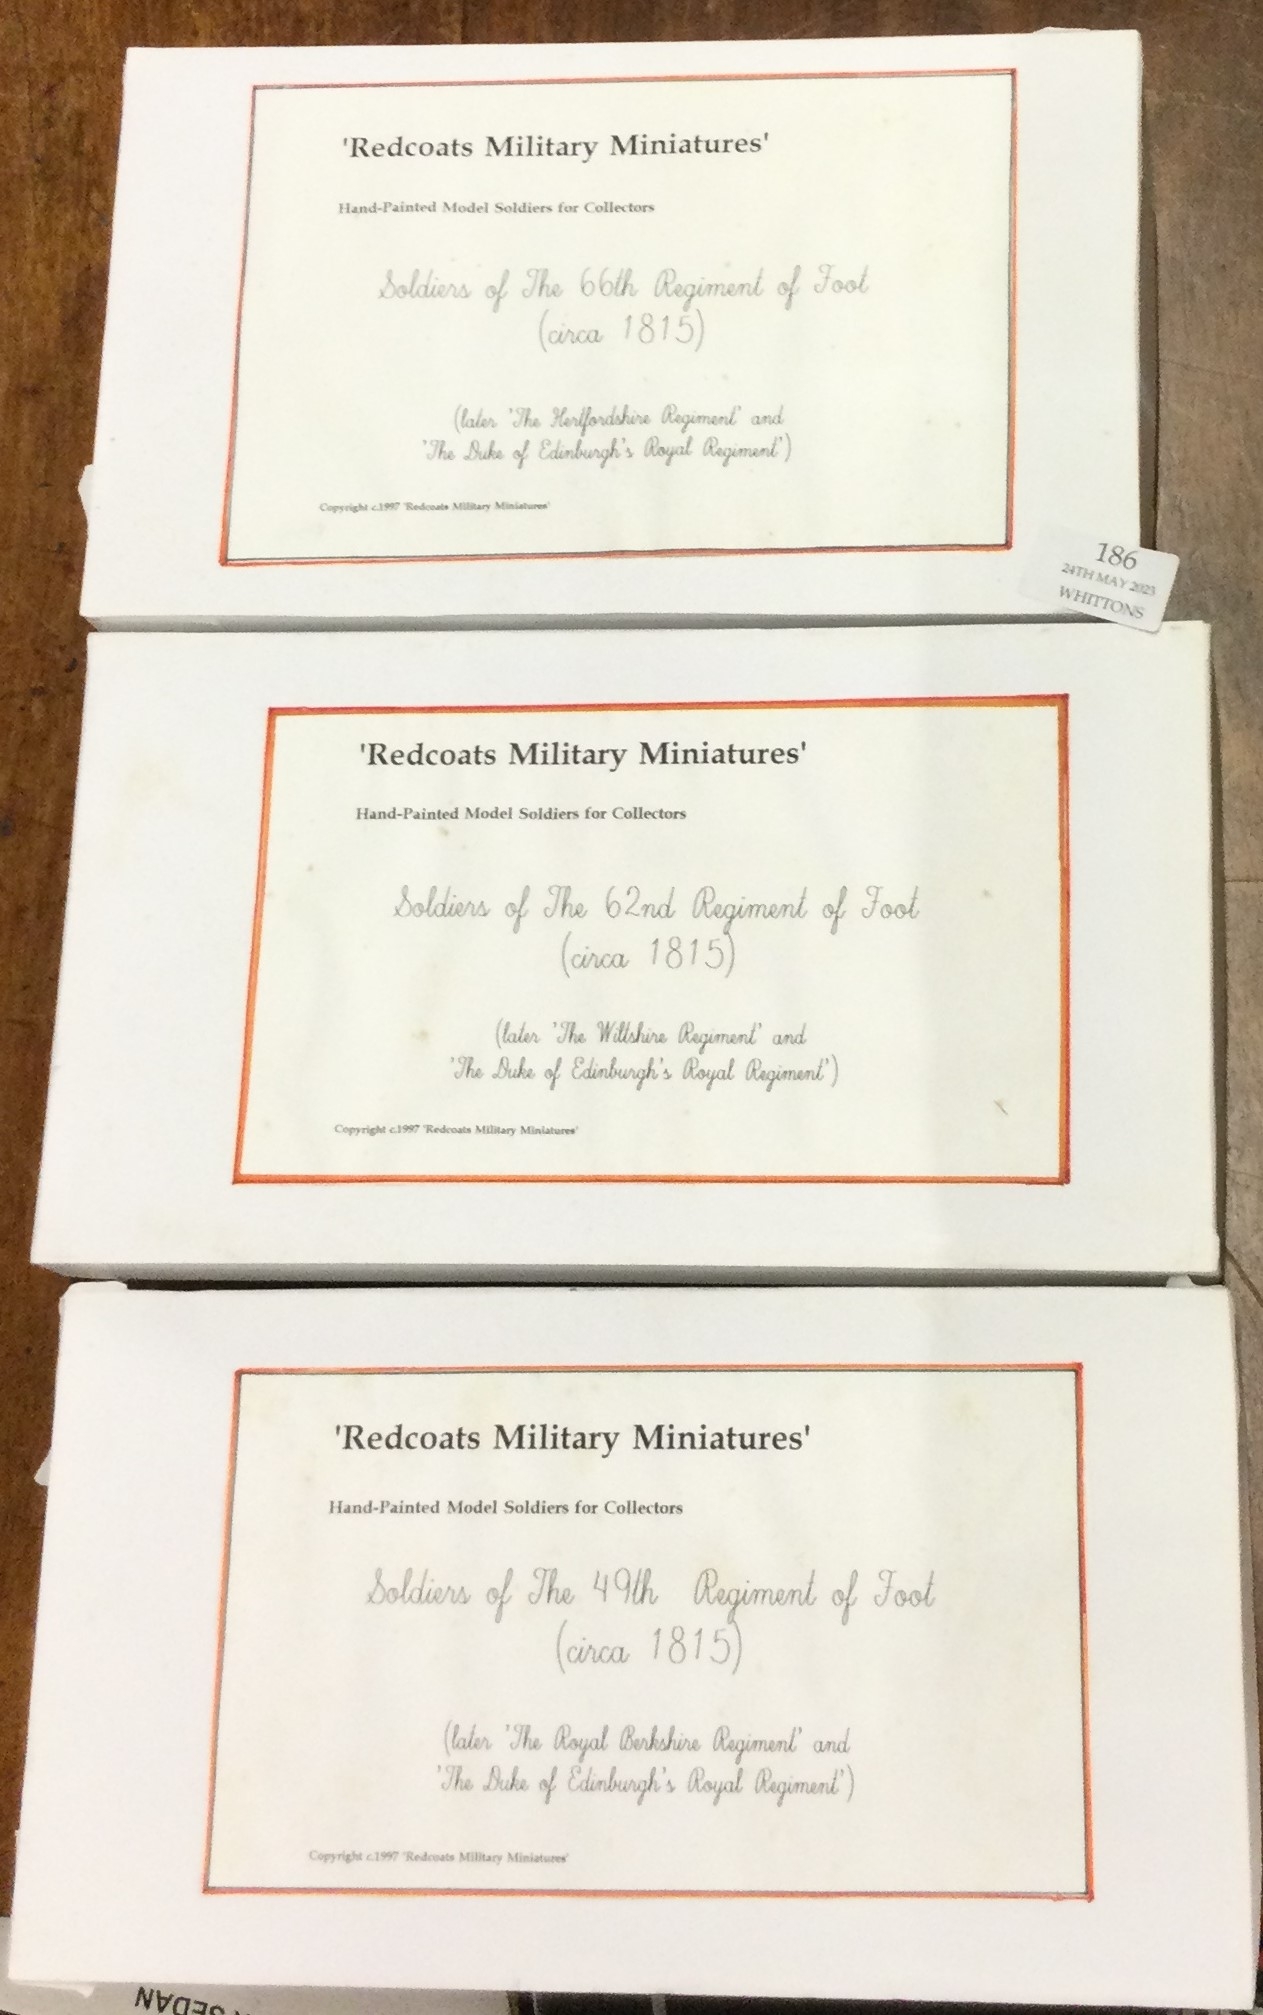 'Redcoats Military Miniatures'
Hand-Painted Model Soldiers for Collectors
Soldiers of The 66th Regiment of Foot
(circa 1815)
(later 'The Hertfordshire Regiment' and
'The Duke of Edinburgh's Royal Regiment')
Copyright c.1997 'Redcoats Military Miniatures'
186
24TH MAY 2023
WHITTONS
'Redcoats Military Miniatures'
Hand-Painted Model Soldiers for Collectors
Soldiers of The 62nd Regiment of Foot
(circa 1815)
(later 'The Wiltshire Regiment' and
'The Duke of Edinburgh's Royal Regiment')
Copyright c.1997 'Redcoats Military Miniatures'
'Redcoats Military Miniatures'
Hand-Painted Model Soldiers for Collectors
Soldiers of The 49th Regiment of Foot
(circa 1815)
(later 'The Royal Berkshire Regiment' and
'The Duke of Edinburgh's Royal Regiment')
Copyright c.1997 'Redcoats Military Miniatures'
SEDAN